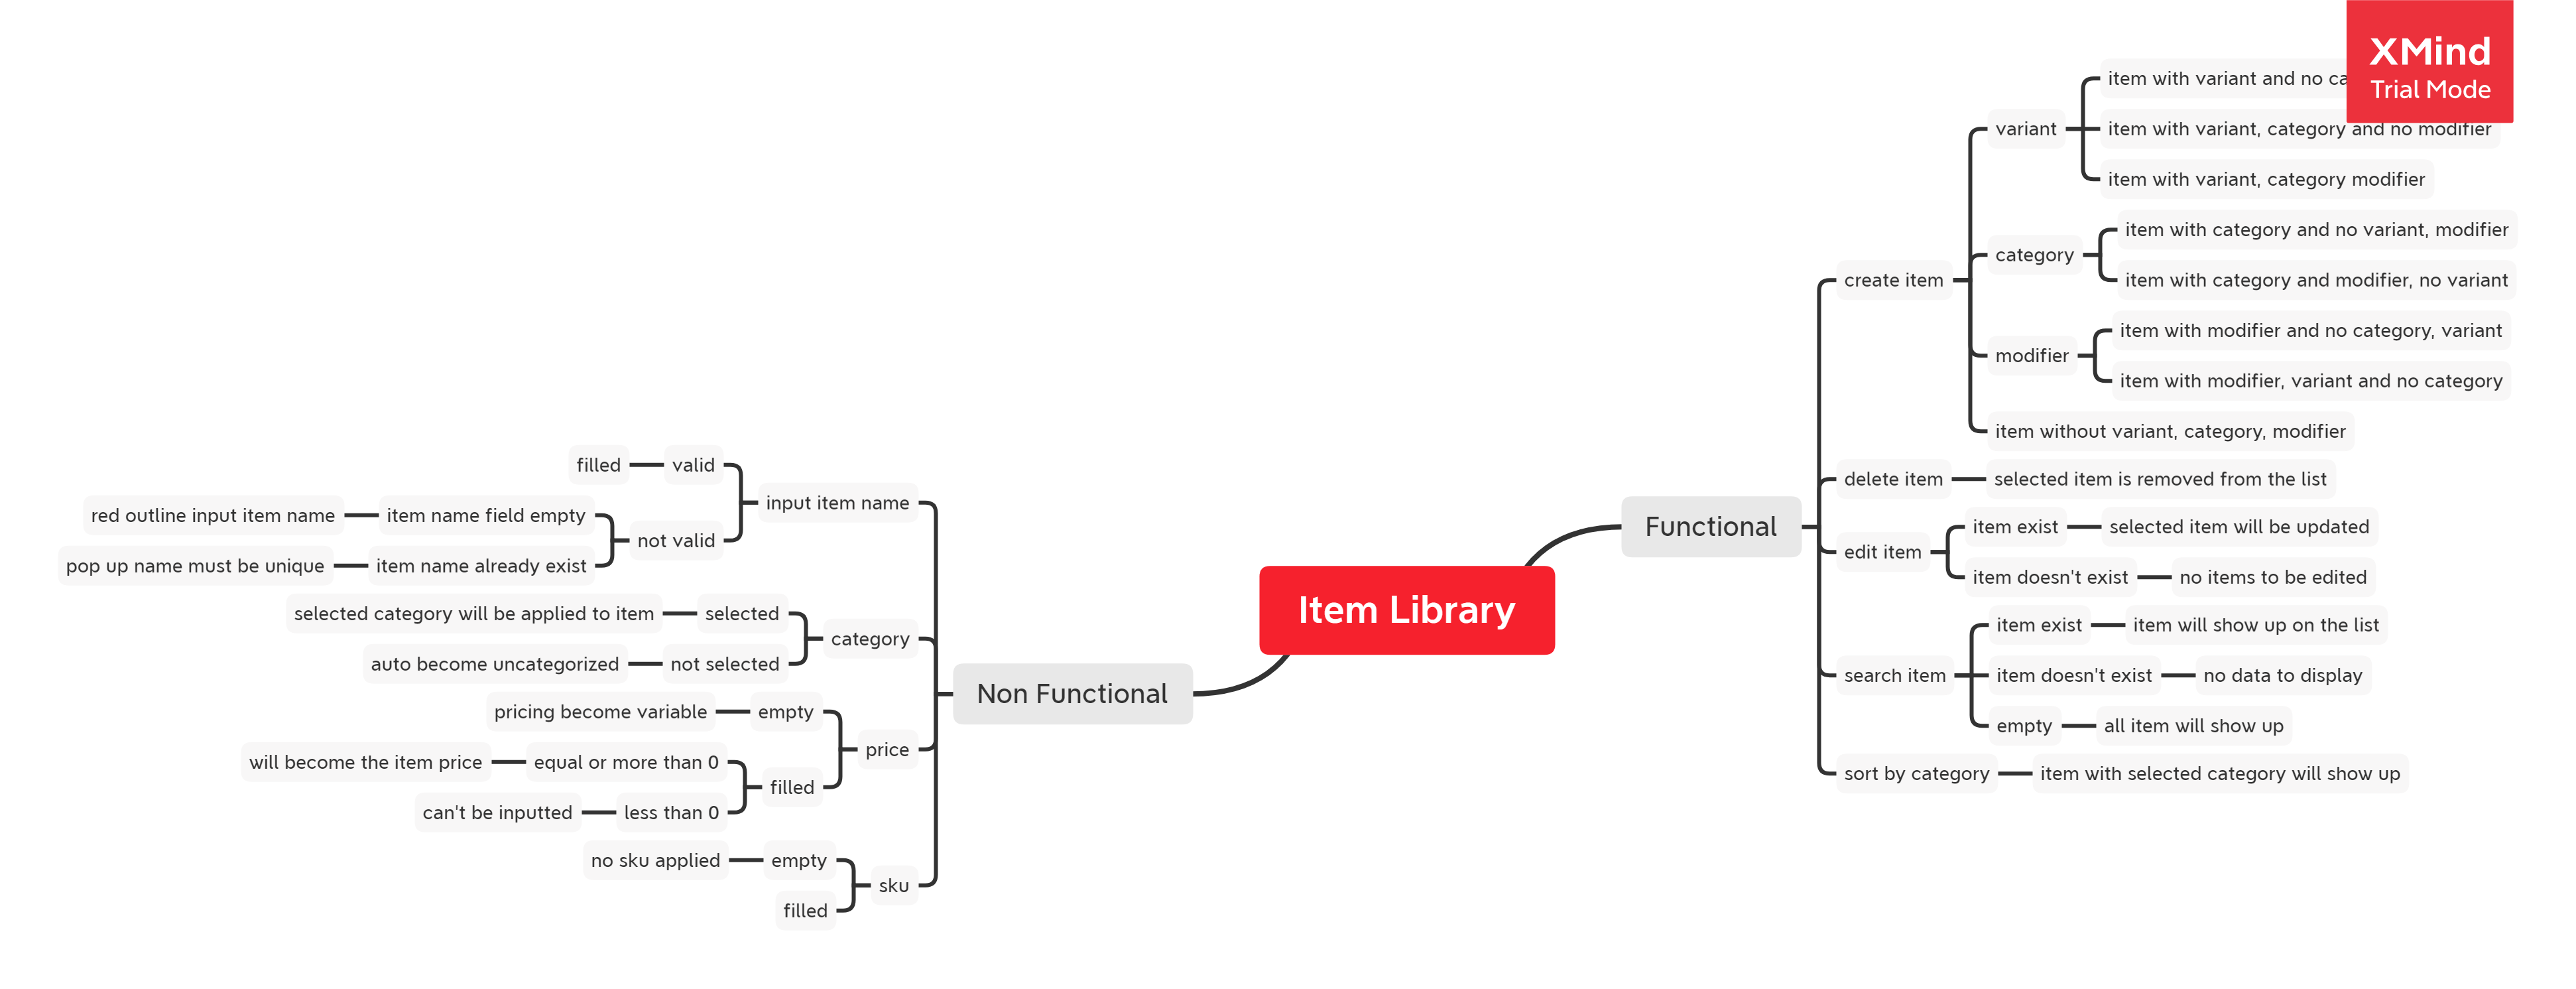 XMind
Trial Mode
Item Library
Functional
create item
variant
item with variant and no
item with variant, category and no modifier
item with variant, category modifier
category
item with category and no variant, modifier
item with category and modifier, no variant
modifier
item with modifier and no category, variant
item with modifier, variant and no category
item without variant, category, modifier
delete item
selected item is removed from the list
edit item
item exist
selected item will be updated
item doesn't exist
no items to be edited
search item
item exist
item will show up on the list
item doesn't exist
no data to display
empty
all item will show up
sort by category
item with selected category will show up
Non Functional
input item name
valid
filled
not valid
item name field empty
red outline input item name
item name already exist
pop up name must be unique
category
selected
selected category will be applied to item
not selected
auto become uncategorized
price
empty
pricing become variable
filled
equal or more than 0
will become the item price
less than 0
can't be inputted
sku
empty
no sku applied
filled